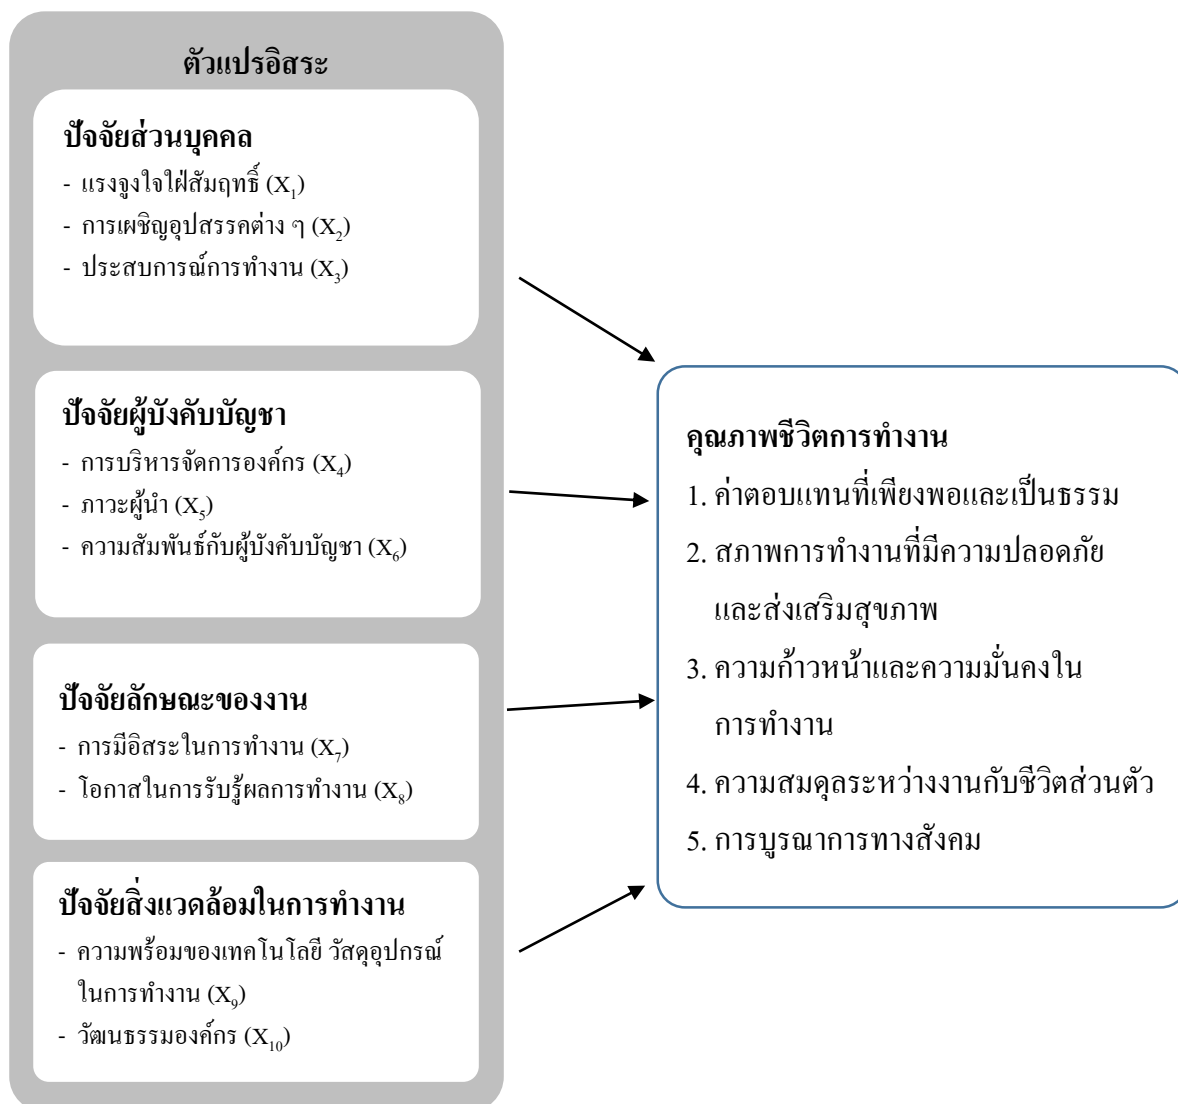 ตัวแปรอิสระ
ปัจจัยส่วนบุคคล
- แรงจูงใจใฝ่สัมฤทธิ์ (X₁)
- การเผชิญอุปสรรคต่าง ๆ (X₂)
- ประสบการณ์การทำงาน (X₃)
ปัจจัยผู้บังคับบัญชา
- การบริหารจัดการองค์กร (X₄)
- ภาวะผู้นำ (X₅)
- ความสัมพันธ์กับผู้บังคับบัญชา (X₆)
ปัจจัยลักษณะของงาน
- การมีอิสระในการทำงาน (X₇)
- โอกาสในการรับรู้ผลการทำงาน (X₈)
ปัจจัยสิ่งแวดล้อมในการทำงาน
- ความพร้อมของเทคโนโลยี วัสดุอุปกรณ์
ในการทำงาน (X₉)
- วัฒนธรรมองค์กร (X₁₀)
คุณภาพชีวิตการทำงาน
1. ค่าตอบแทนที่เพียงพอและเป็นธรรม
2. สภาพการทำงานที่มีความปลอดภัย
และส่งเสริมสุขภาพ
3. ความก้าวหน้าและความมั่นคงใน
การทำงาน
4. ความสมดุลระหว่างงานกับชีวิตส่วนตัว
5. การบูรณาการทางสังคม